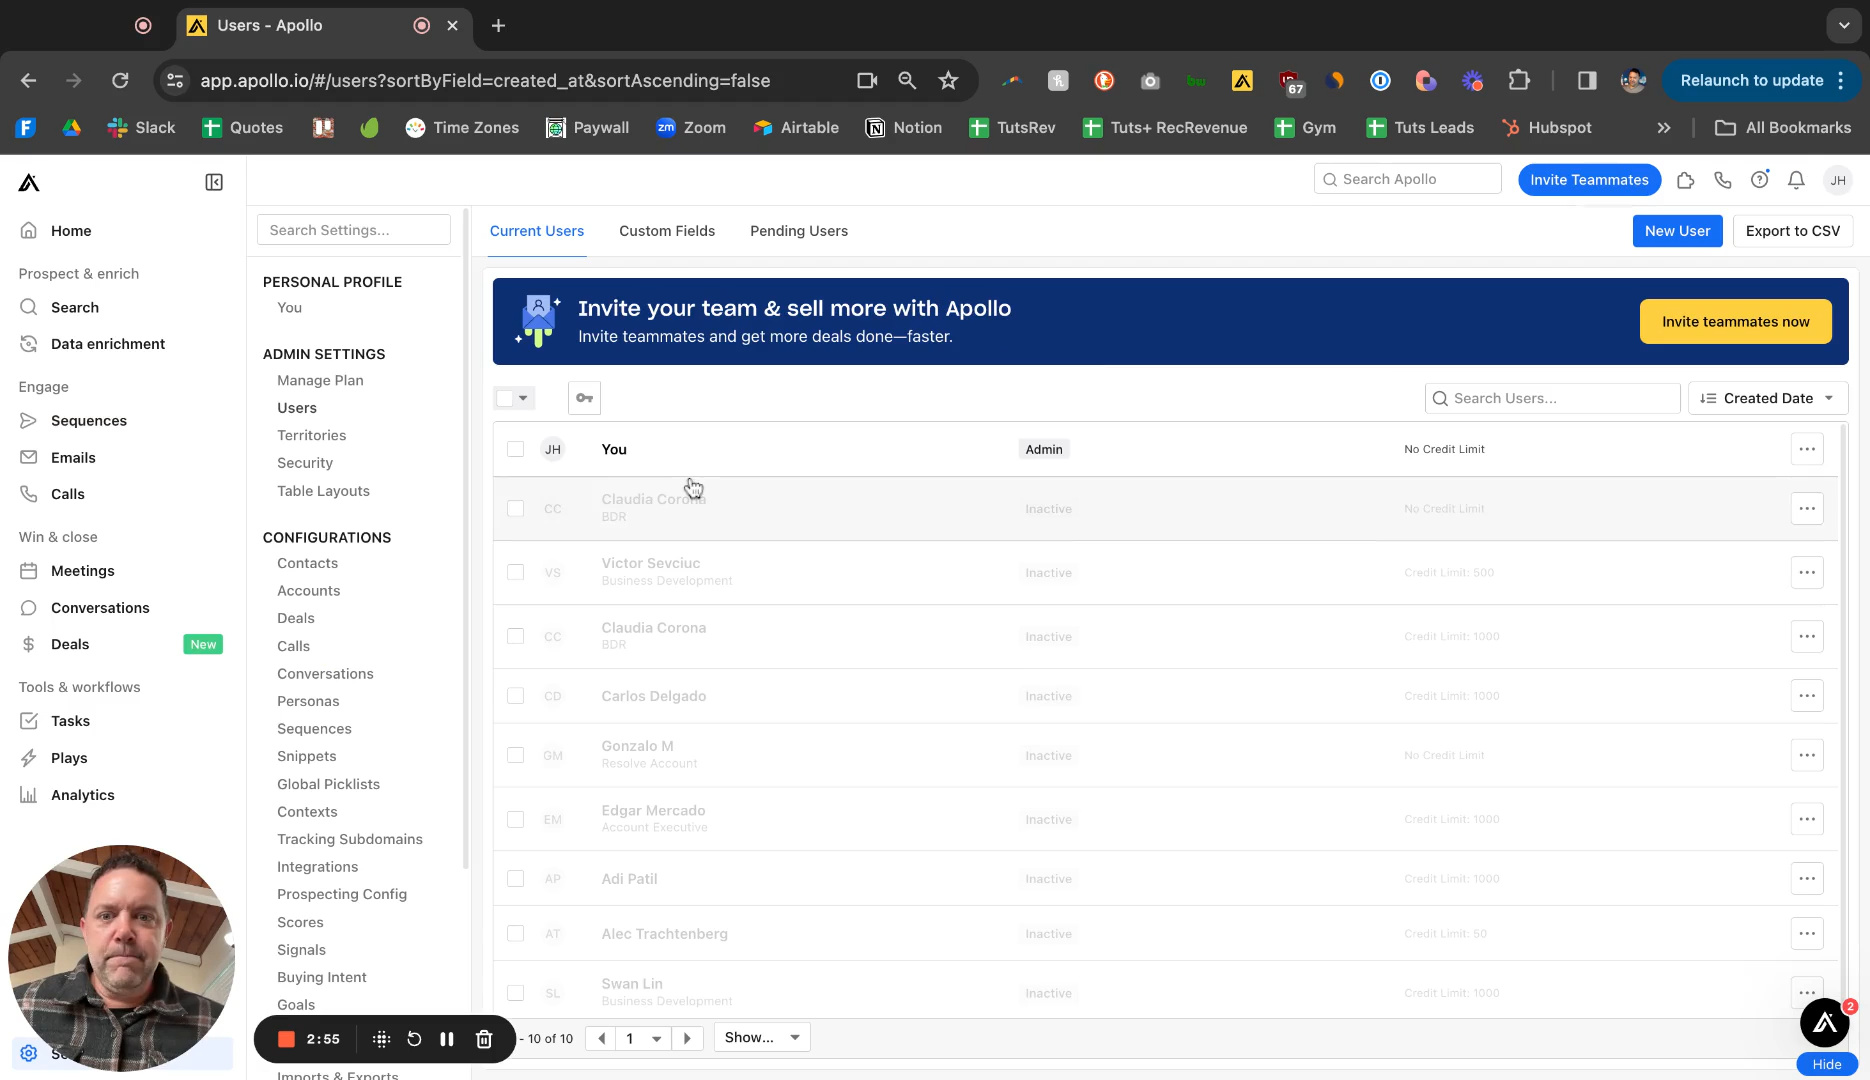 Users - Apollo
app.apollo.io/#/users?sortByField=created_at&sortAscending=false
67
Relaunch to update
Slack
Quotes
Time Zones
zm Zoom
Paywall
Airtable
Notion
TutsRev
Tuts+ RecRevenue
Gym
Tuts Leads
Hubspot
All Bookmarks
Search Apollo
Invite Teammates
JH
Home
Prospect & enrich
Search
Data enrichment
Engage
Sequences
Emails
Calls
Win & close
Meetings
Conversations
Deals
New
Tools & workflows
Tasks
Plays
Analytics
Search Settings...
PERSONAL PROFILE
You
ADMIN SETTINGS
Manage Plan
Users
Territories
Security
Table Layouts
CONFIGURATIONS
Contacts
Accounts
Deals
Calls
Conversations
Personas
Sequences
Snippets
Global Picklists
Contexts
Tracking Subdomains
Integrations
Prospecting Config
Scores
Signals
Buying Intent
Goals
Imports & Exports
Current Users
Custom Fields
Pending Users
New User
Export to CSV
Invite your team & sell more with Apollo
Invite teammates and get more deals done—faster.
Invite teammates now
Search Users...
Created Date
JH You Admin No Credit Limit
CC Claudia Corona Inactive No Credit Limit
BDR
VS Victor Sevciuc Inactive Credit Limit: 500
Business Development
CC Claudia Corona Inactive Credit Limit: 1000
BDR
CD Carlos Delgado Inactive Credit Limit: 1000
GM Gonzalo M Inactive No Credit Limit
Resolve Account
EM Edgar Mercado Inactive Credit Limit: 1000
Account Executive
AP Adi Patil Inactive Credit Limit: 1000
AT Alec Trachtenberg Inactive Credit Limit: 50
SL Swan Lin Inactive Credit Limit: 1000
Business Development
2:55
- 10 of 10
1
Show...
2
Hide